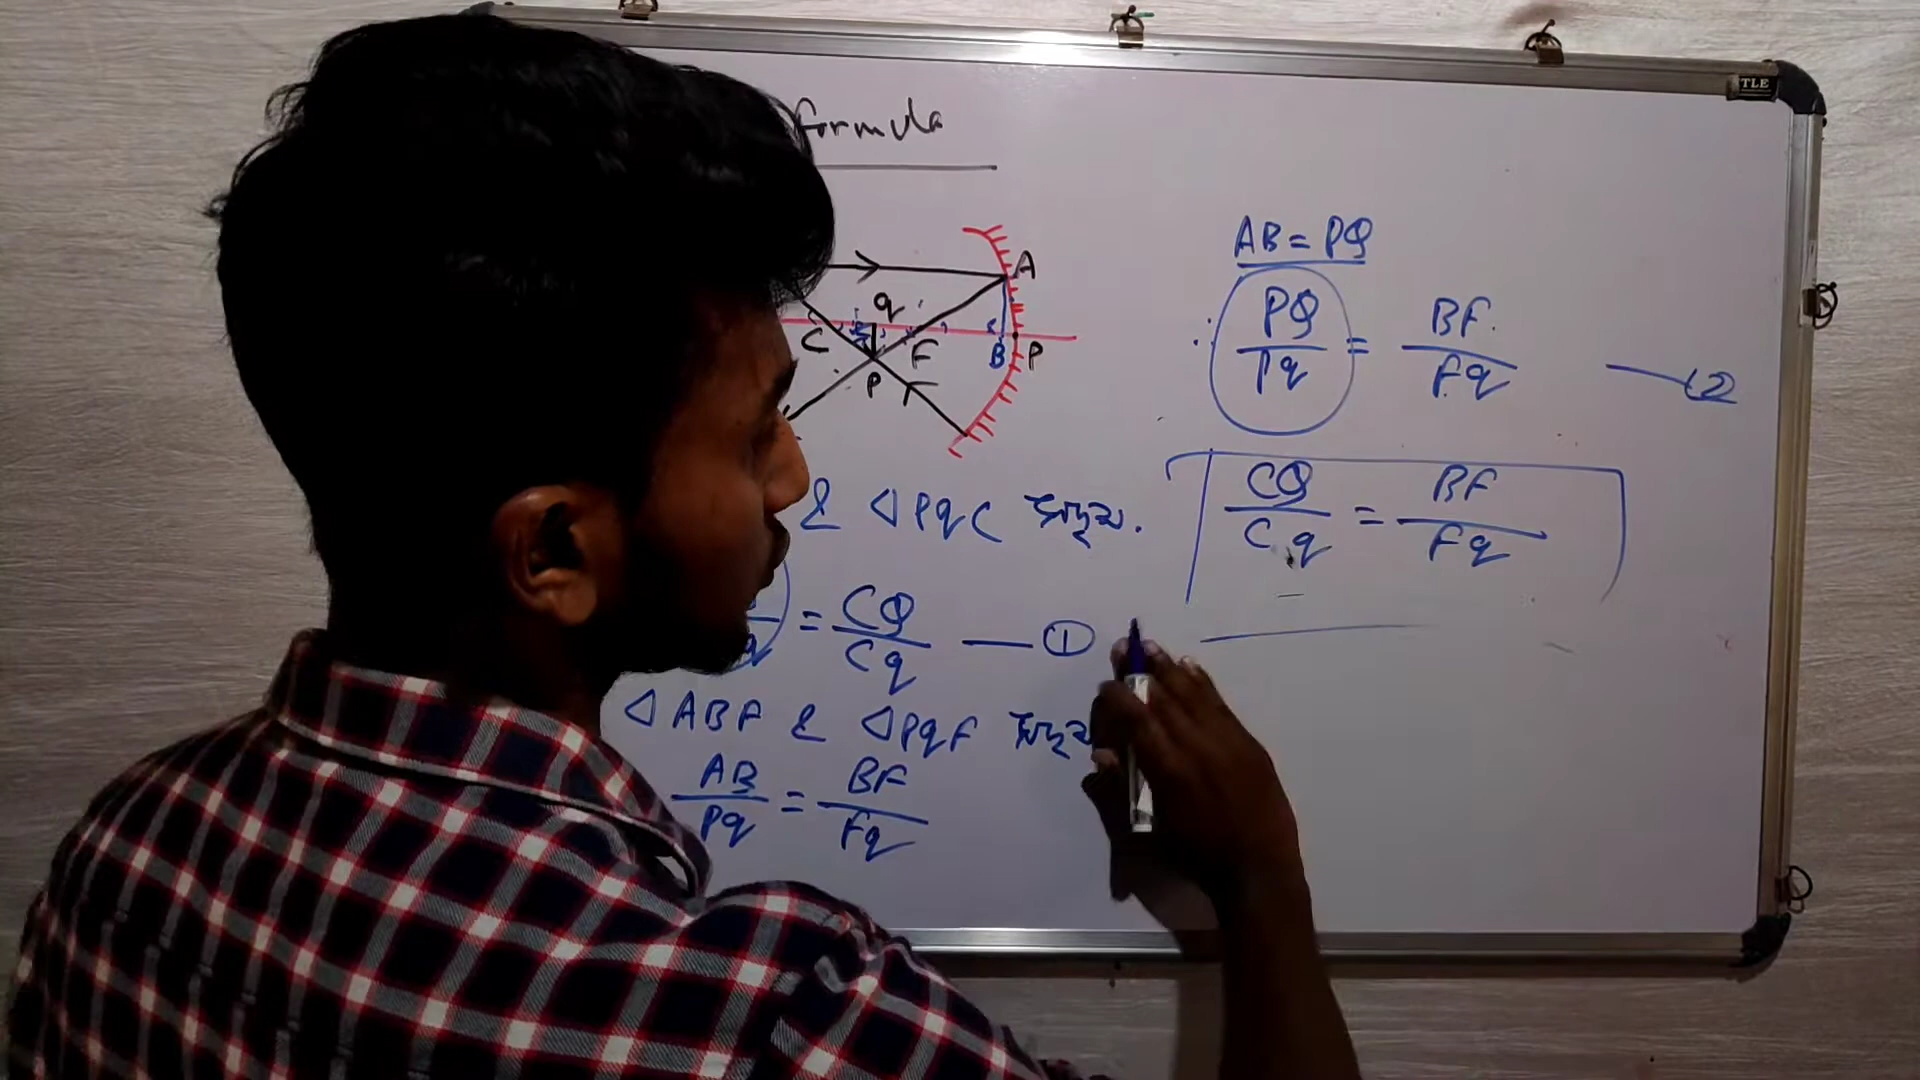 formula
A
q
C F B P
P
& △ PqC সদৃশ.
= CQ / Cq — ①
△ ABF & △ PqF
AB / Pq = BF / Fq
AB = PQ
∴ PQ / Pq = BF / Fq — ②
CQ / Cq = BF / Fq
TLE